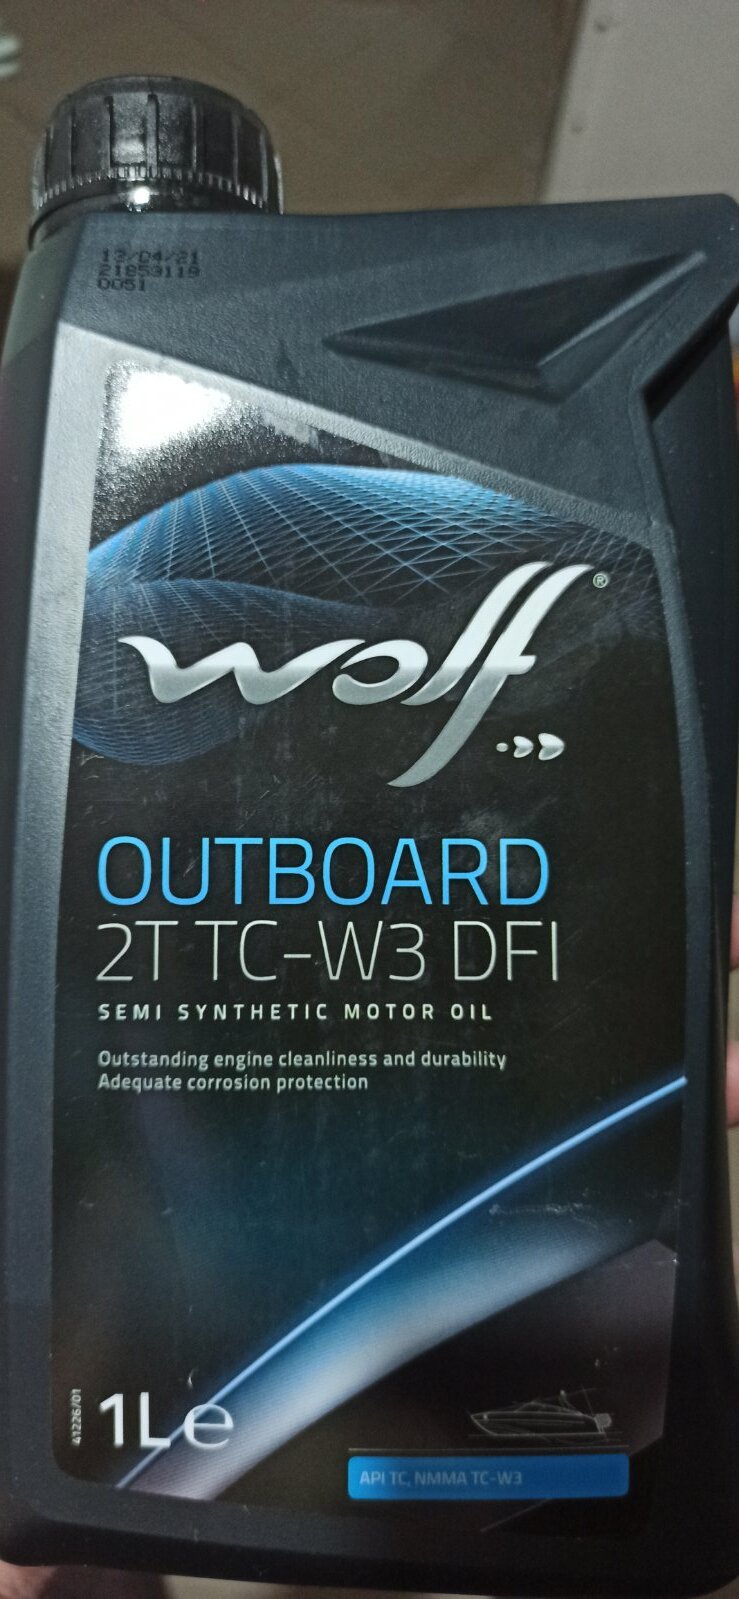 13/04/21
21853119
0051
wolf®
OUTBOARD
2T TC-W3 DFI
SEMI SYNTHETIC MOTOR OIL
Outstanding engine cleanliness and durability
Adequate corrosion protection
41226/01
1L e
API TC, NMMA TC-W3